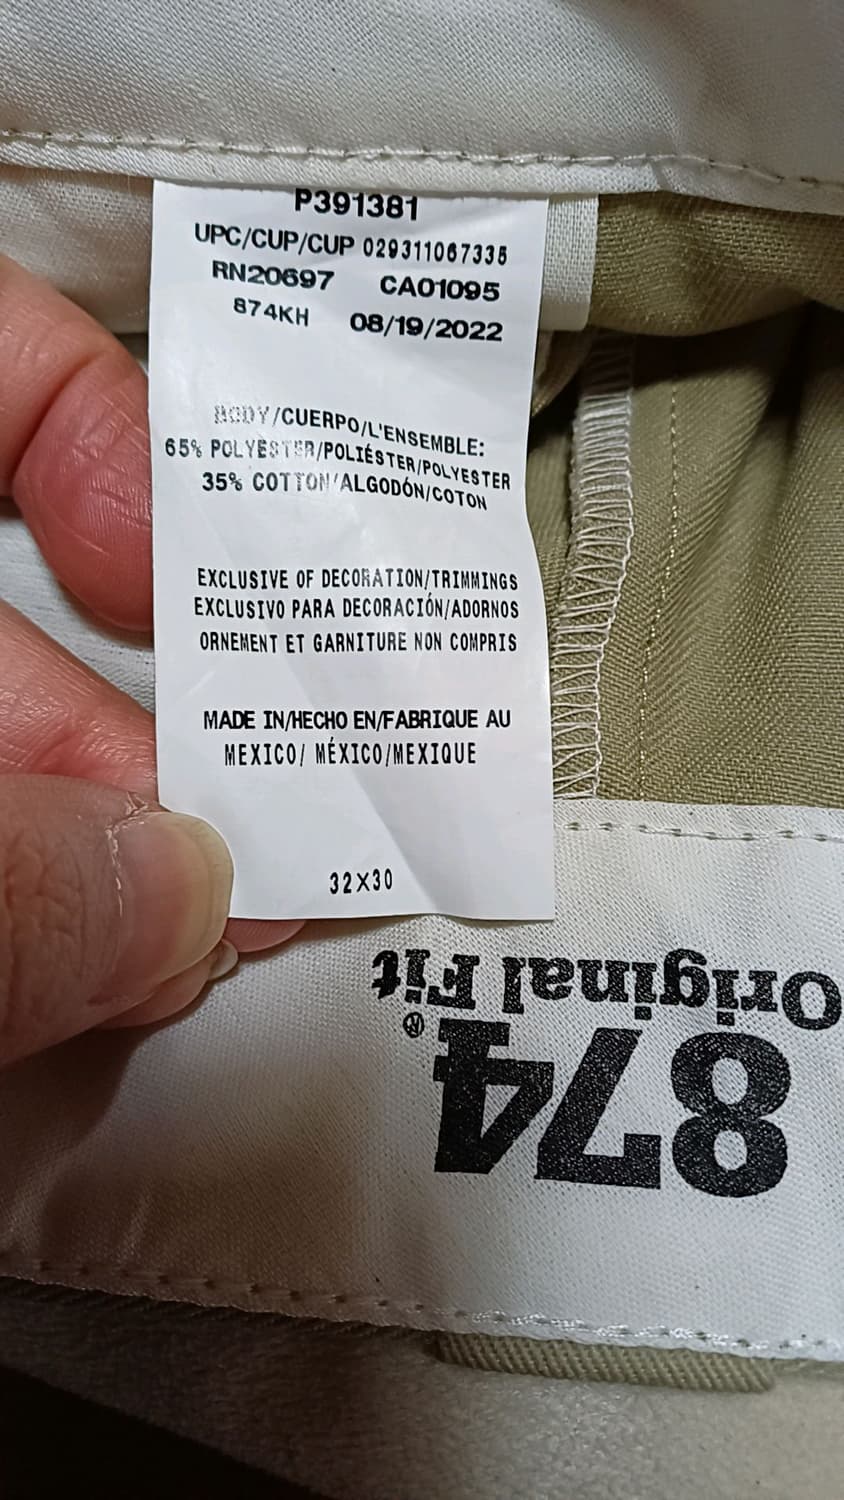 P391381
UPC/CUP/CUP 029311067335
RN20697 CA01095
874KH 08/19/2022
BODY/CUERPO/L'ENSEMBLE:
65% POLYESTER/POLIÉSTER/POLYESTER
35% COTTON/ALGODÓN/COTON
EXCLUSIVE OF DECORATION/TRIMMINGS
EXCLUSIVO PARA DECORACIÓN/ADORNOS
ORNEMENT ET GARNITURE NON COMPRIS
MADE IN/HECHO EN/FABRIQUE AU
MEXICO/ MÉXICO/MEXIQUE
32X30
874®
Original Fit